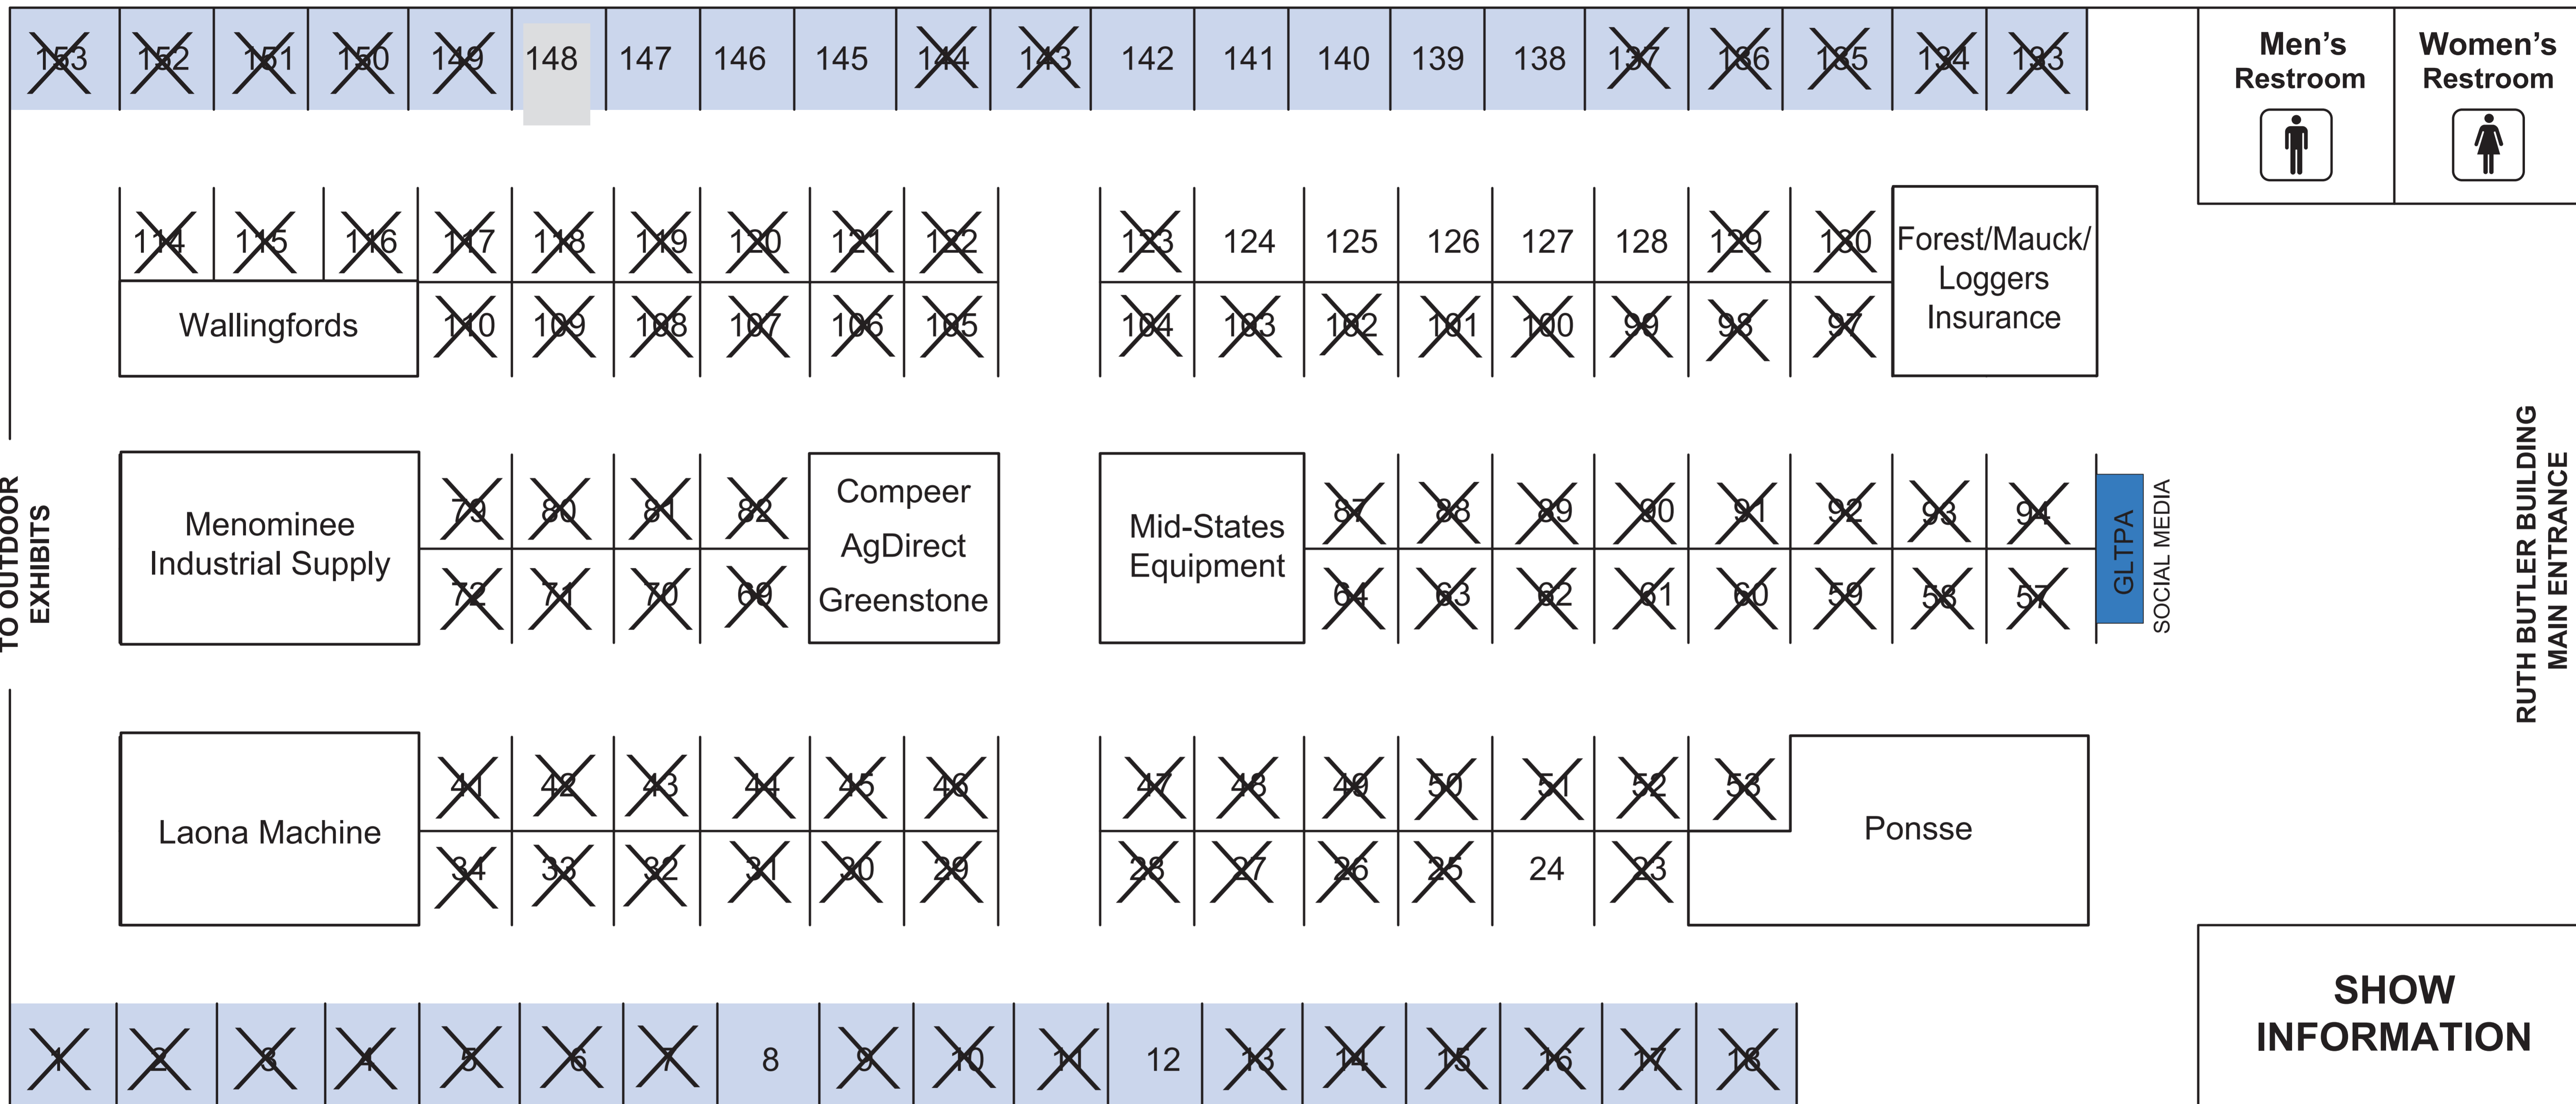 153 152 151 150 149 148 147 146 145 144 143 142 141 140 139 138 137 136 135 134 133
Men’s
Restroom
Women’s
Restroom
114 115 116 117 118 119 120 121 122 123 124 125 126 127 128 129 130
Forest/Mauck/
Loggers
Insurance
Wallingfords
110 109 108 107 106 105 104 103 102 101 100 99 98 97
TO OUTDOOR
EXHIBITS
Menominee
Industrial Supply
79 80 81 82
72 71 70 69
Compeer
AgDirect
Greenstone
Mid-States
Equipment
87 88 89 90 91 92 93 94
64 63 62 61 60 59 58 57
GLTPA
SOCIAL MEDIA
RUTH BUTLER BUILDING
MAIN ENTRANCE
Laona Machine
41 42 43 44 45 46 47 48 49 50 51 52 53
34 33 32 31 30 29 28 27 26 25 24 23
Ponsse
SHOW
INFORMATION
1 2 3 4 5 6 7 8 9 10 11 12 13 14 15 16 17 18